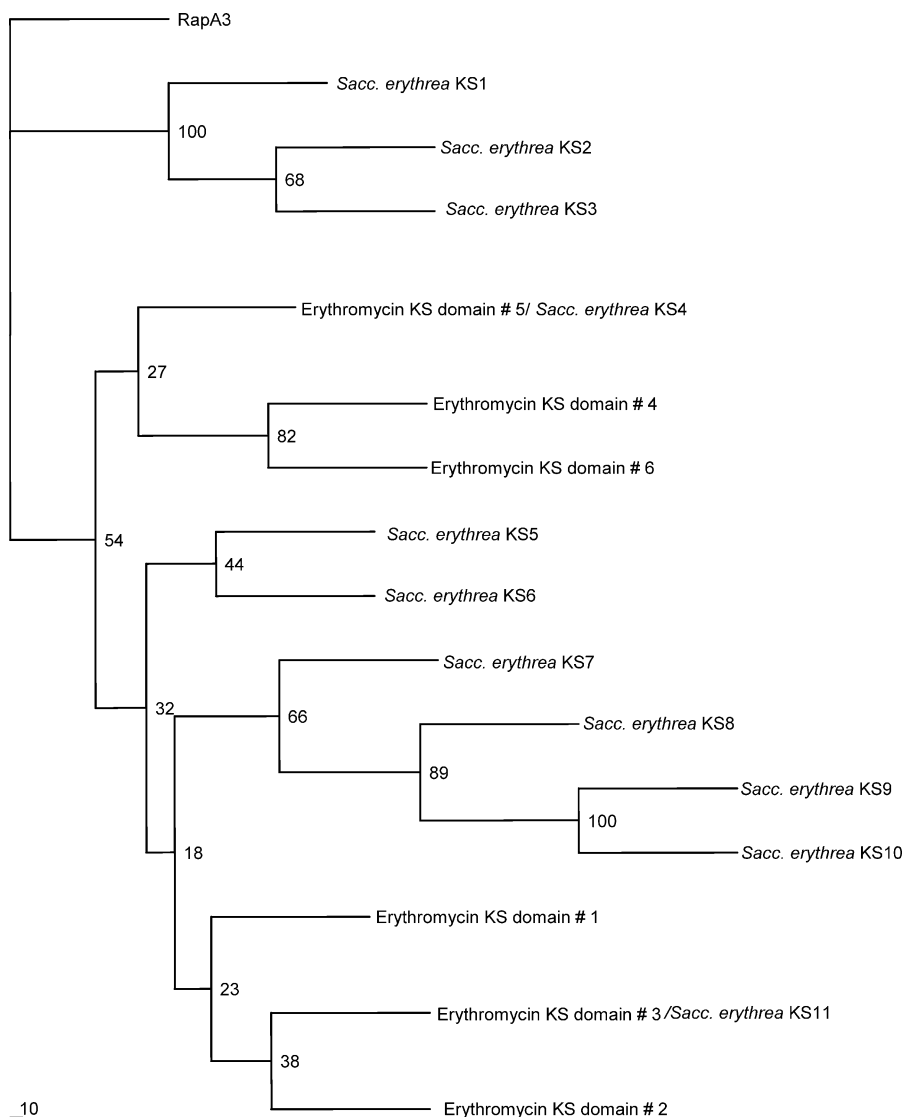 RapA3
Sacc. erythrea KS1
100
Sacc. erythrea KS2
68
Sacc. erythrea KS3
Erythromycin KS domain # 5/ Sacc. erythrea KS4
27
Erythromycin KS domain # 4
82
Erythromycin KS domain # 6
Sacc. erythrea KS5
54
44
Sacc. erythrea KS6
Sacc. erythrea KS7
32
66
Sacc. erythrea KS8
89
Sacc. erythrea KS9
100
18
Sacc. erythrea KS10
Erythromycin KS domain # 1
23
Erythromycin KS domain # 3/Sacc. erythrea KS11
38
10
Erythromycin KS domain # 2